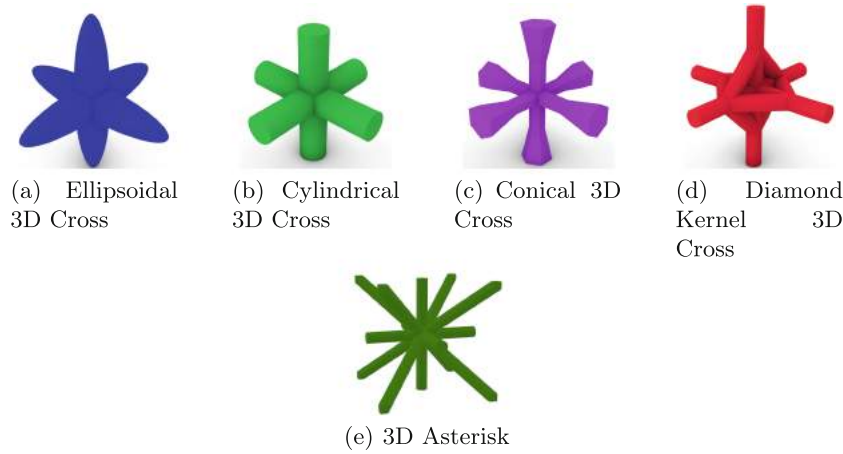 (a) Ellipsoidal
3D Cross
(b) Cylindrical
3D Cross
(c) Conical 3D
Cross
(d) Diamond
Kernel 3D
Cross
(e) 3D Asterisk